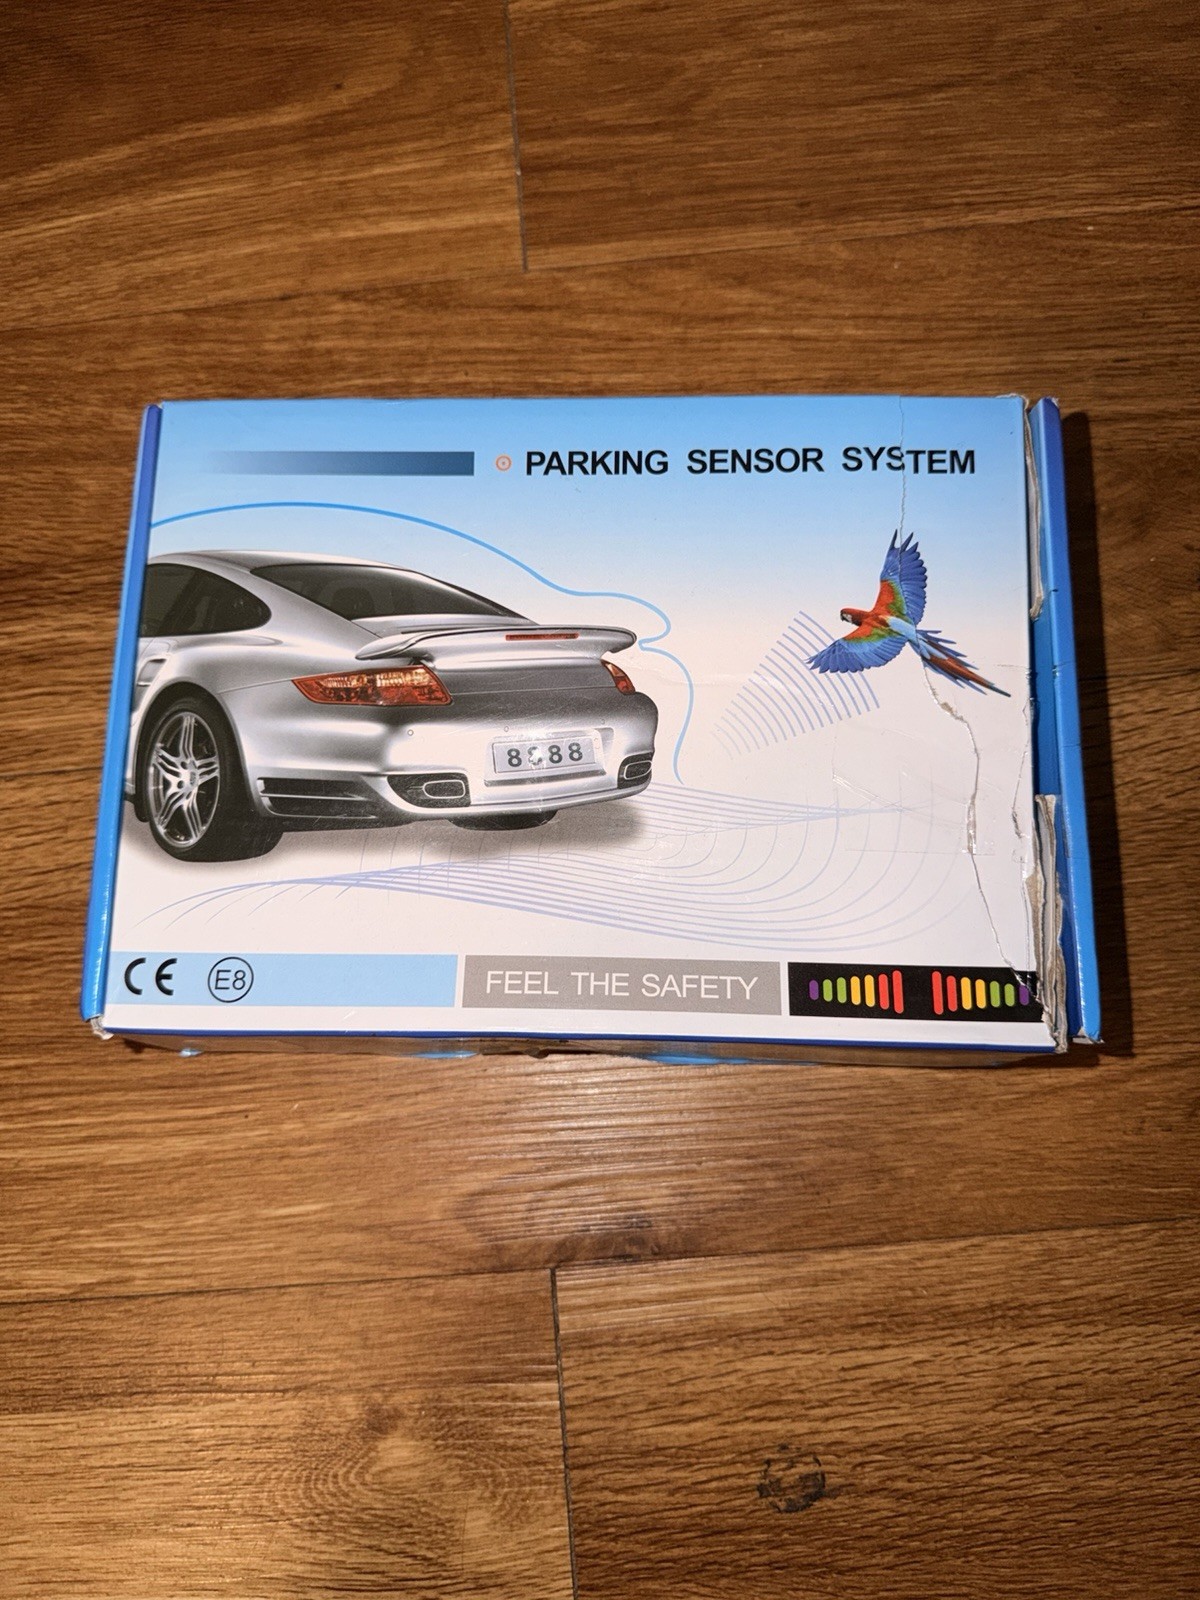 PARKING SENSOR SYSTEM
8888
CE E8
FEEL THE SAFETY